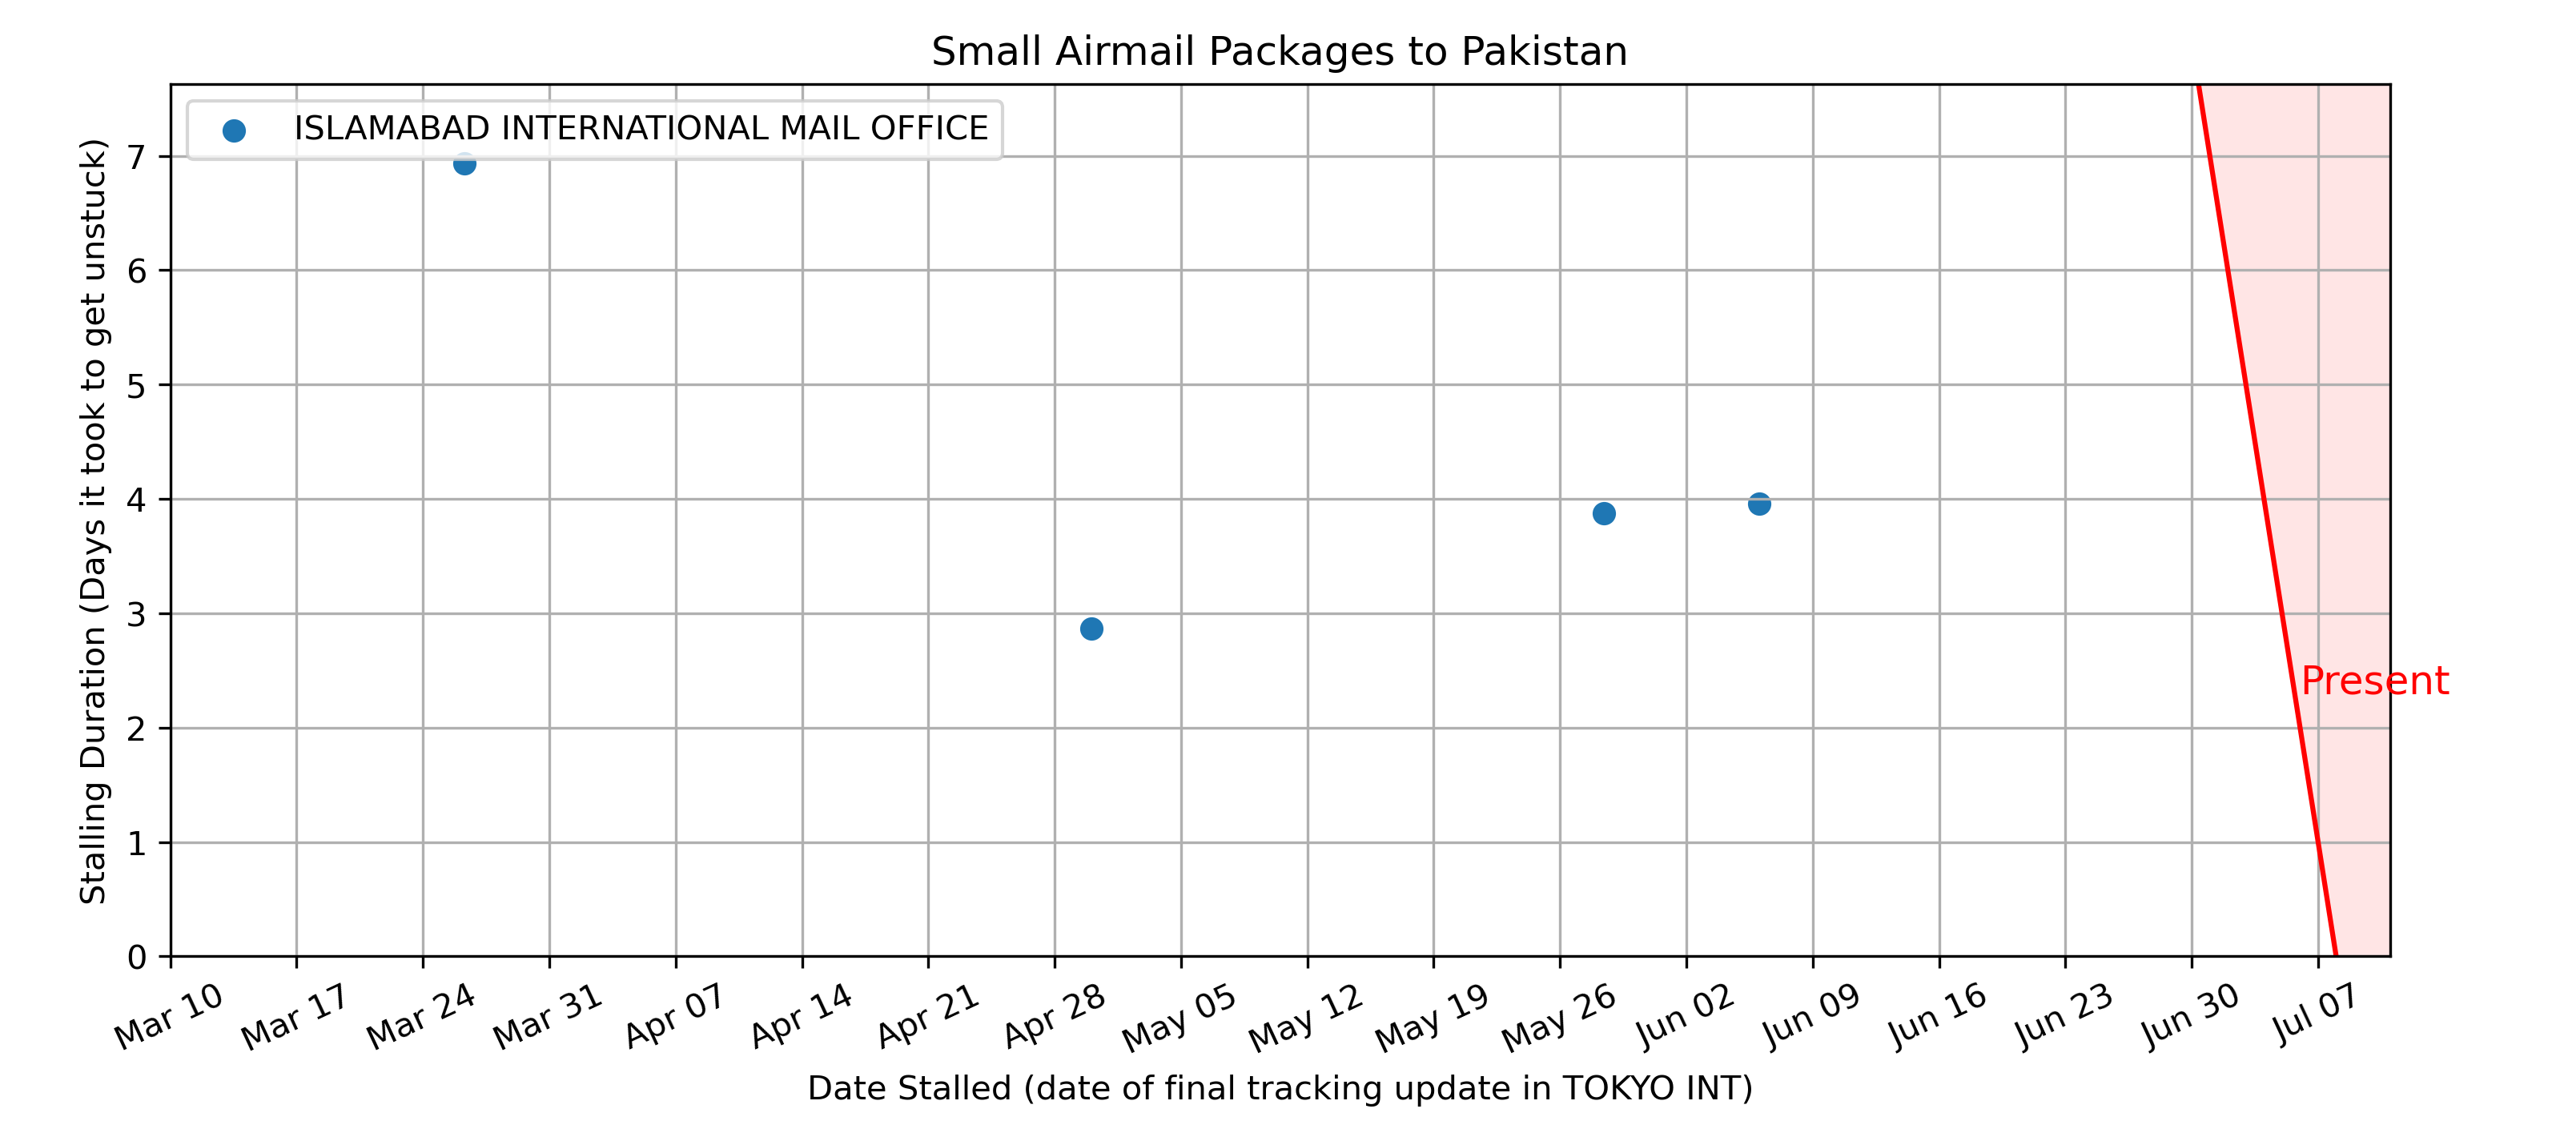 Small Airmail Packages to Pakistan
ISLAMABAD INTERNATIONAL MAIL OFFICE
Stalling Duration (Days it took to get unstuck)
7
6
5
4
3
2
1
0
Present
Mar 10 Mar 17 Mar 24 Mar 31 Apr 07 Apr 14 Apr 21 Apr 28 May 05 May 12 May 19 May 26 Jun 02 Jun 09 Jun 16 Jun 23 Jun 30 Jul 07
Date Stalled (date of final tracking update in TOKYO INT)